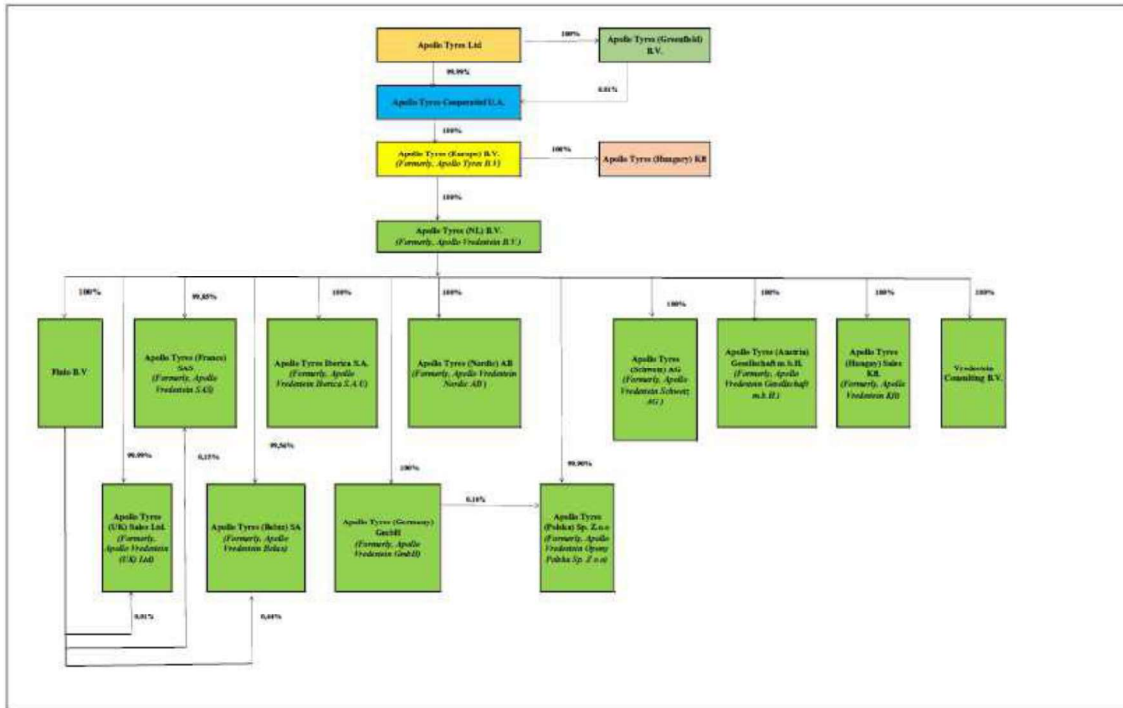 100%
Apollo Tyres Ltd
Apollo Tyres (Greenfield)
B.V.
99.99%
0.01%
Apollo Tyres Cooperatief U.A.
100%
Apollo Tyres (Europe) B.V.
(Formerly, Apollo Tyres B.V)
100%
Apollo Tyres (Hungary) Kft
100%
Apollo Tyres (NL) B.V.
(Formerly, Apollo Vredestein B.V.)
100%
99,85%
100%
100%
100%
100%
100%
100%
Finlo B.V.
Apollo Tyres (France)
SAS
(Formerly, Apollo
Vredestein SAS)
Apollo Tyres Iberica S.A.
(Formerly, Apollo
Vredestein Iberica S.A.U)
Apollo Tyres (Nordic) AB
(Formerly, Apollo Vredestein
Nordic AB )
Apollo Tyres
(Schweiz) AG
(Formerly, Apollo
Vredestein Schweiz
AG )
Apollo Tyres (Austria)
Gesellschaft m.b.H.
(Formerly, Apollo
Vredestein Gesellschaft
m.b.H.)
Apollo Tyres
(Hungay) Sales
Kft.
(Formerly, Apollo
Vredestein Kft)
Vredestein
Consulting B.V.
99.99%
0,15%
99,56%
100%
99.90%
Apollo Tyres
(UK) Sales Ltd.
(Formerly,
Apollo Vredestein
(UK) Ltd)
Apollo Tyres (Belux) SA
(Formerly, Apollo
Vredestein Belux)
Apollo Tyres (Germany)
GmbH
(Formerly, Apollo
Vredestein GmbH)
0,10%
Apollo Tyres
(Polska) Sp. Z.o.o
(Formerly, Apollo
Vredestein Opony
Polska Sp. Z o.o)
0,01%
0,44%